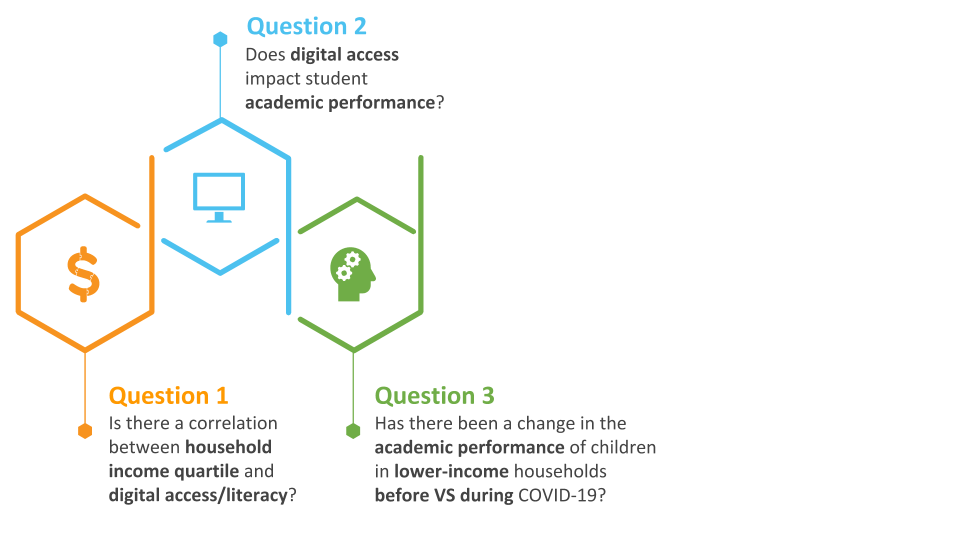 Question 2
Does digital access
impact student
academic performance?
Question 1
Is there a correlation
between household
income quartile and
digital access/literacy?
Question 3
Has there been a change in the
academic performance of children
in lower-income households
before VS during COVID-19?